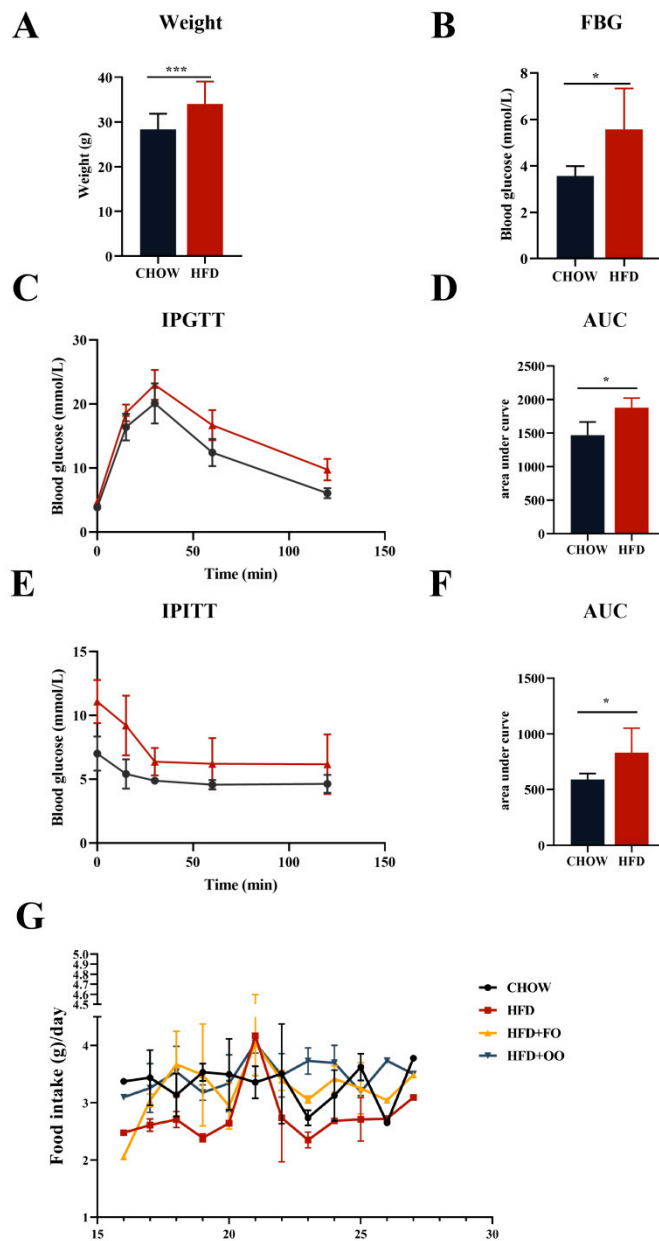 A Weight
B FBG
Weight (g)
40
30
20
10
0
***
CHOW HFD
Blood glucose (mmol/L)
8
6
4
2
0
*
CHOW HFD
C IPGTT
D AUC
Blood glucose (mmol/L)
30
20
10
0
0 50 100 150
Time (min)
area under curve
2500
2000
1500
1000
500
0
*
CHOW HFD
E IPITT
F AUC
Blood glucose (mmol/L)
15
10
5
0
0 50 100 150
Time (min)
area under curve
1500
1000
500
0
*
CHOW HFD
G
Food intake (g)/day
5.0
4.9
4.8
4.7
4.6
4.5
4
3
2
1
15 20 25 30
CHOW
HFD
HFD+FO
HFD+OO